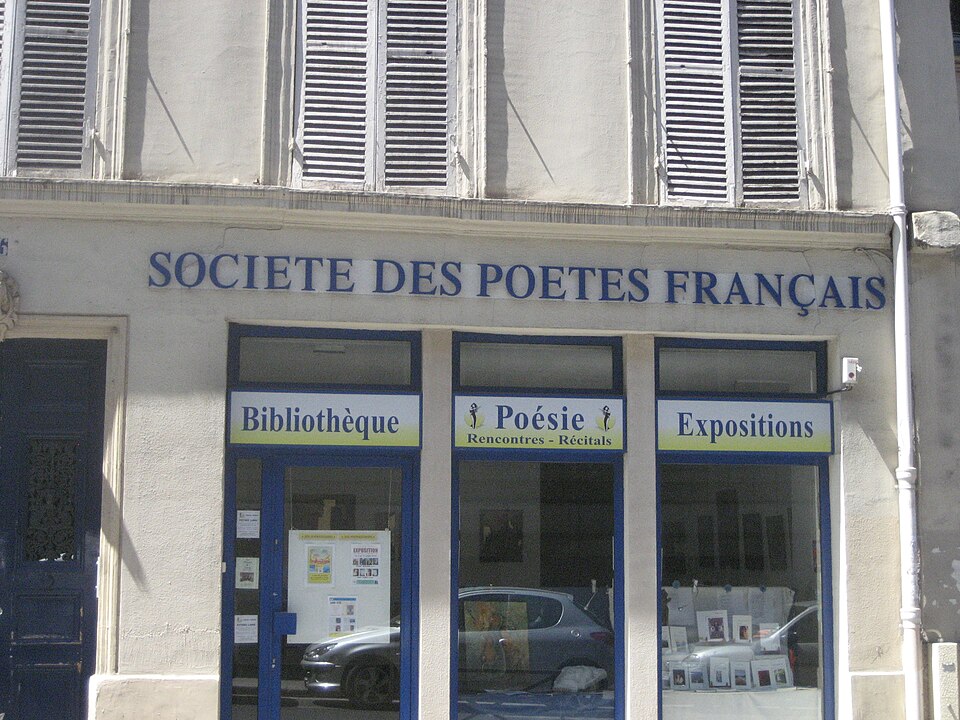 SOCIETE DES POETES FRANÇAIS
Bibliothèque
Poésie
Rencontres - Récitals
Expositions
EXPOSITION